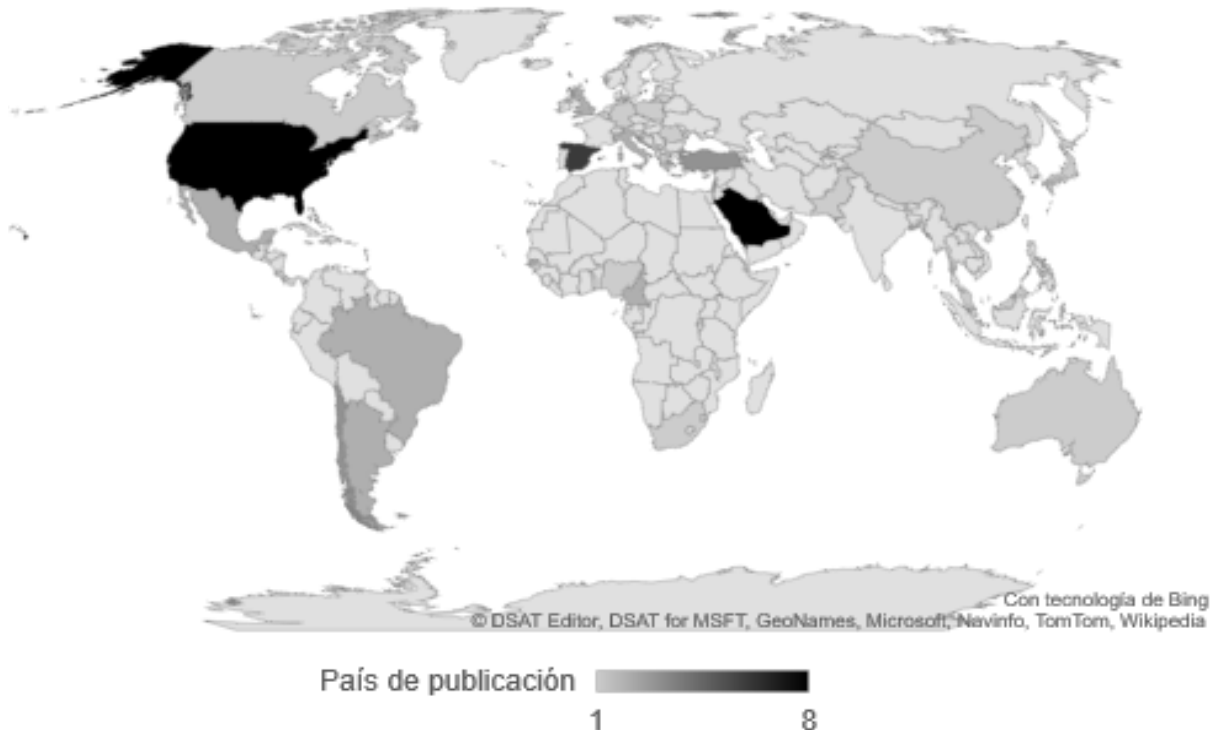 Con tecnología de Bing
© DSAT Editor, DSAT for MSFT, GeoNames, Microsoft, Navinfo, TomTom, Wikipedia
País de publicación
1 8